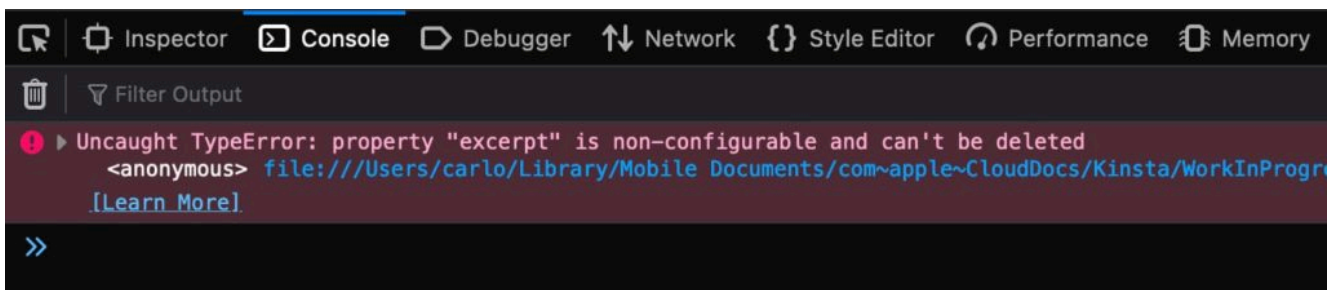 Inspector Console Debugger Network Style Editor Performance Memory
Filter Output
Uncaught TypeError: property "excerpt" is non-configurable and can't be deleted
<anonymous> file:///Users/carlo/Library/Mobile Documents/com~apple~CloudDocs/Kinsta/WorkInProgr
[Learn More]